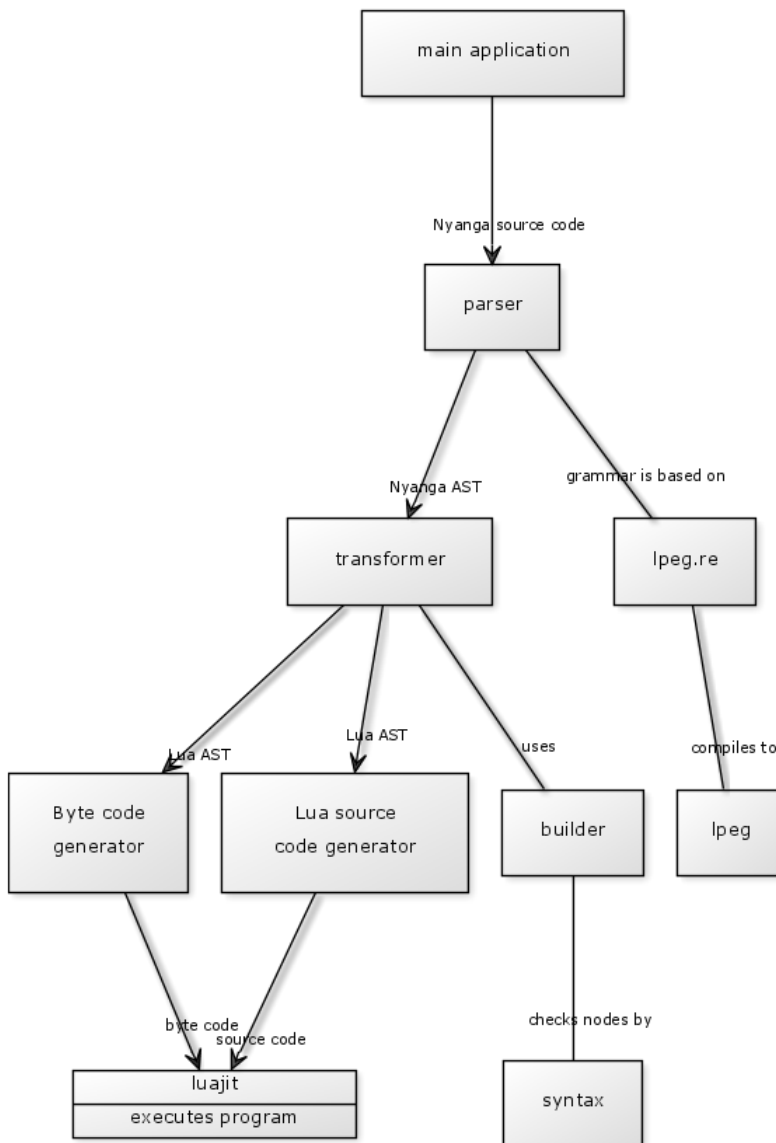 main application
Nyanga source code
parser
Nyanga AST
grammar is based on
transformer
lpeg.re
Lua AST
Lua AST
uses
compiles to
Byte code
generator
Lua source
code generator
builder
lpeg
byte code
source code
checks nodes by
luajit
executes program
syntax